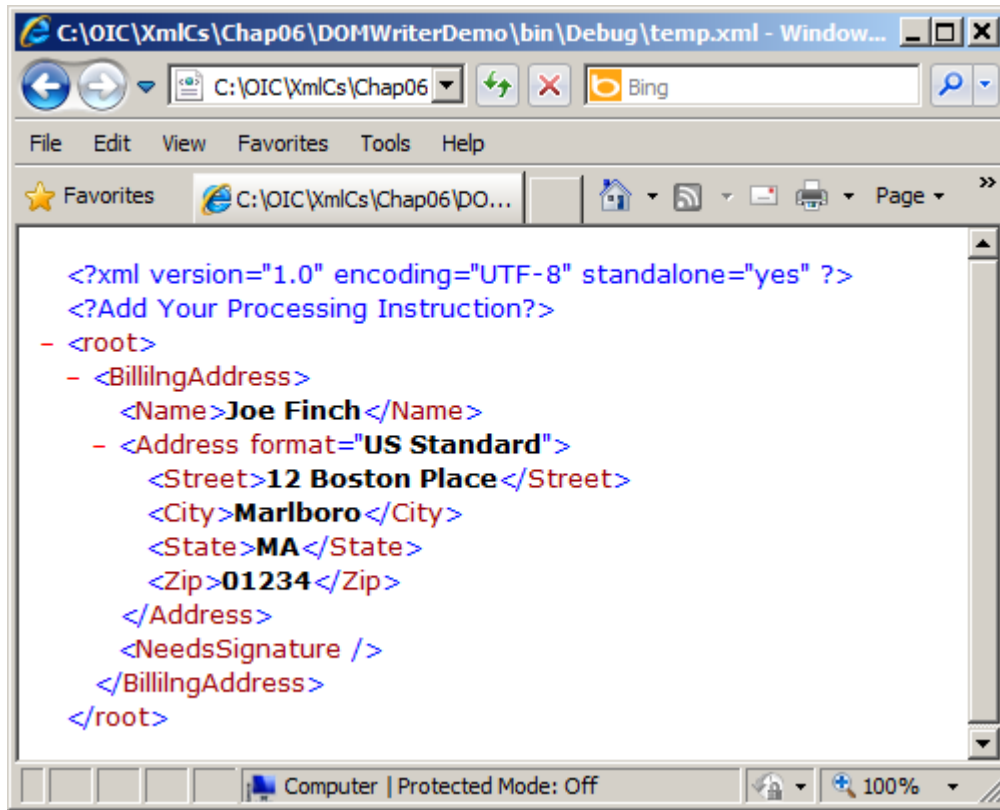 C:\OIC\XmlCs\Chap06\DOMWriterDemo\bin\Debug\temp.xml - Window...
C:\OIC\XmlCs\Chap06 Bing
File Edit View Favorites Tools Help
Favorites C:\OIC\XmlCs\Chap06\DO... Page »
<?xml version="1.0" encoding="UTF-8" standalone="yes" ?>
<?Add Your Processing Instruction?>
- <root>
- <BillilngAddress>
<Name>Joe Finch</Name>
- <Address format="US Standard">
<Street>12 Boston Place</Street>
<City>Marlboro</City>
<State>MA</State>
<Zip>01234</Zip>
</Address>
<NeedsSignature />
</BillilngAddress>
</root>
Computer | Protected Mode: Off 100%